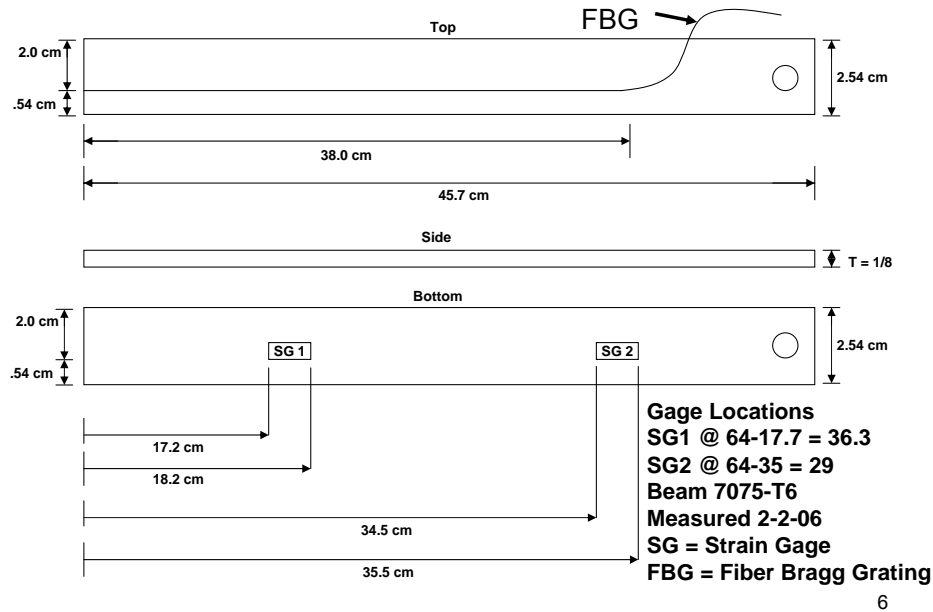 FBG
Top
2.0 cm
.54 cm
2.54 cm
38.0 cm
45.7 cm
Side
T = 1/8
Bottom
2.0 cm
.54 cm
SG 1
SG 2
2.54 cm
17.2 cm
18.2 cm
34.5 cm
35.5 cm
Gage Locations
SG1 @ 64-17.7 = 36.3
SG2 @ 64-35 = 29
Beam 7075-T6
Measured 2-2-06
SG = Strain Gage
FBG = Fiber Bragg Grating
6